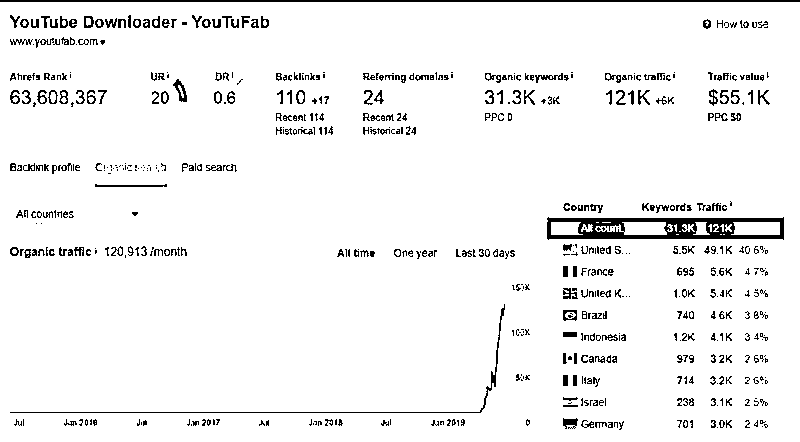 YouTube Downloader - YouTuFab
How to use
www.youtufab.com
Ahrefs Rank UR DR Backlinks Referring domains Organic keywords Organic traffic Traffic value
63,608,367 20 0.6 110 +17 24 31.3K +3K 121K +6K $55.1K
Recent 114 Recent 24 PPC 0 PPC $0
Historical 114 Historical 24
Backlink profile Organic search Paid search
All countries
Organic traffic 120,913 /month All time One year Last 30 days
150K
100K
50K
0
Jul Jan 2016 Jul Jan 2017 Jul Jan 2018 Jul Jan 2019
Country Keywords Traffic
All count. 31.3K 121K
United S... 5.5K 49.1K 40.6%
France 695 5.6K 4.7%
United K... 1.0K 5.4K 4.5%
Brazil 740 4.6K 3.8%
Indonesia 1.2K 4.1K 3.4%
Canada 979 3.2K 2.6%
Italy 714 3.2K 2.6%
Israel 238 3.1K 2.5%
Germany 701 3.0K 2.4%